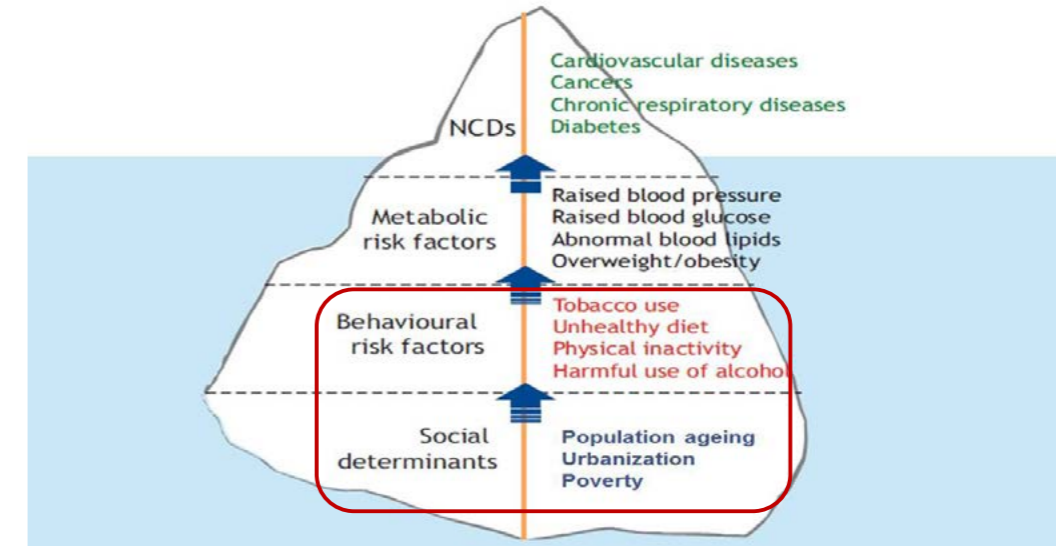 NCDs
Cardiovascular diseases
Cancers
Chronic respiratory diseases
Diabetes
Metabolic
risk factors
Raised blood pressure
Raised blood glucose
Abnormal blood lipids
Overweight/obesity
Behavioural
risk factors
Tobacco use
Unhealthy diet
Physical inactivity
Harmful use of alcohol
Social
determinants
Population ageing
Urbanization
Poverty